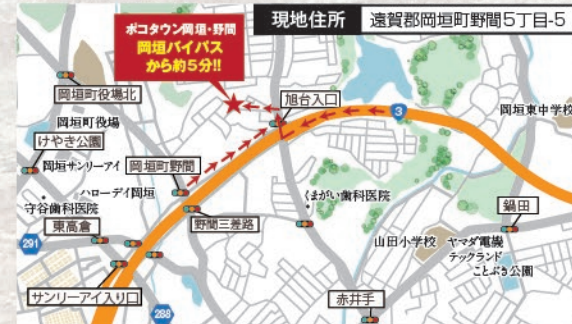 現地住所 遠賀郡岡垣町野間5丁目-5
ポコタウン岡垣・野間
岡垣バイパス
から約5分!!
岡垣町役場北
旭台入口
3
岡垣東中学校
岡垣町役場
けやき公園
岡垣サンリーアイ
岡垣町野間
ハローデイ岡垣
くまがい歯科医院
守谷歯科医院
野間三差路
鍋田
東高倉
291
山田小学校
ヤマダ電機
テックランド
ことぶき公園
サンリーアイ入り口
288
赤井手